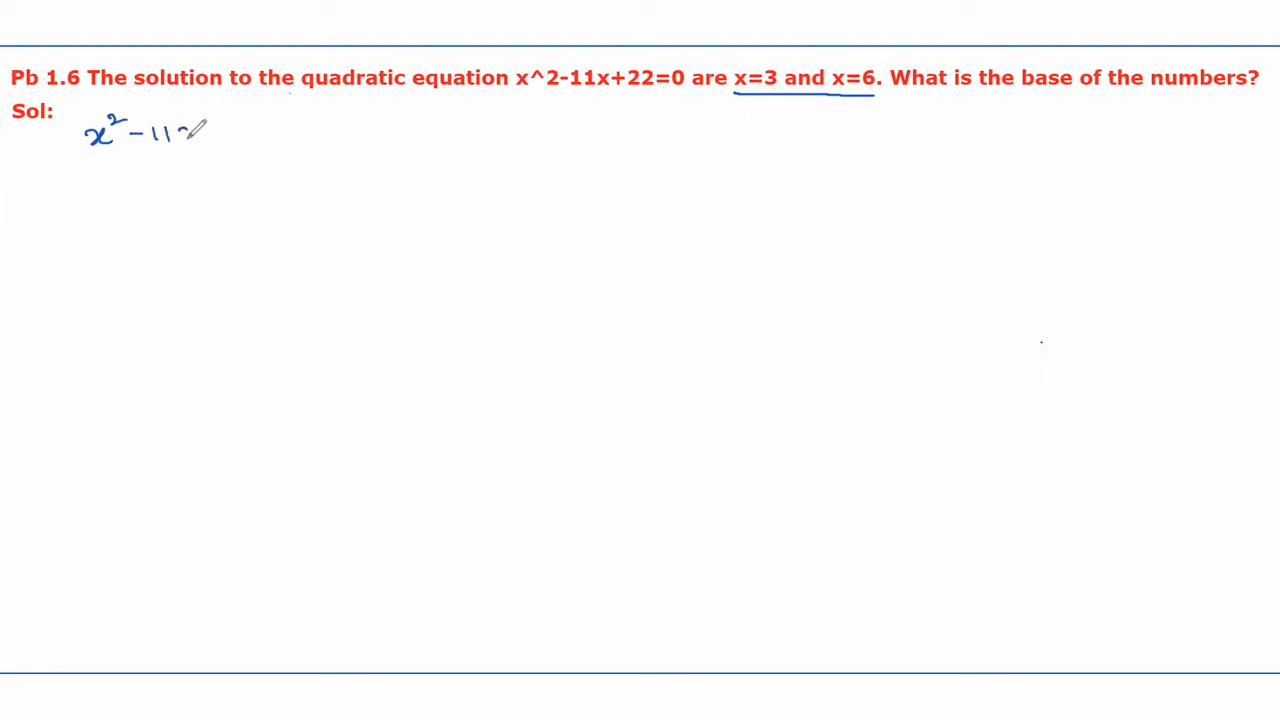 Pb 1.6 The solution to the quadratic equation x^2-11x+22=0 are x=3 and x=6. What is the base of the numbers?
Sol:
x² - 11